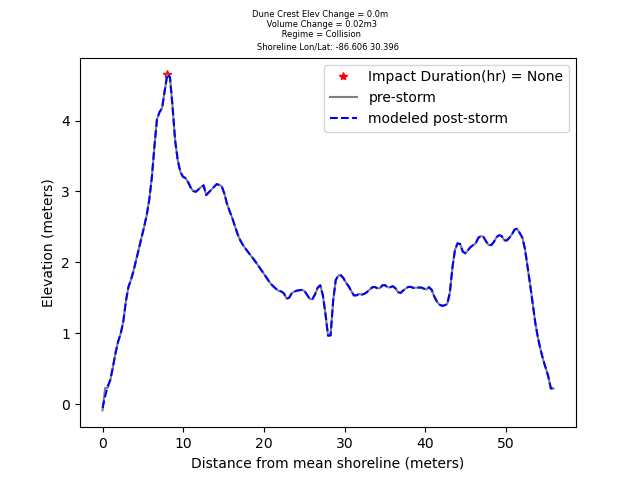 Dune Crest Elev Change = 0.0m
Volume Change = 0.02m3
Regime = Collision
Shoreline Lon/Lat: -86.606 30.396
Impact Duration(hr) = None
pre-storm
modeled post-storm
Elevation (meters)
4
3
2
1
0
0 10 20 30 40 50
Distance from mean shoreline (meters)